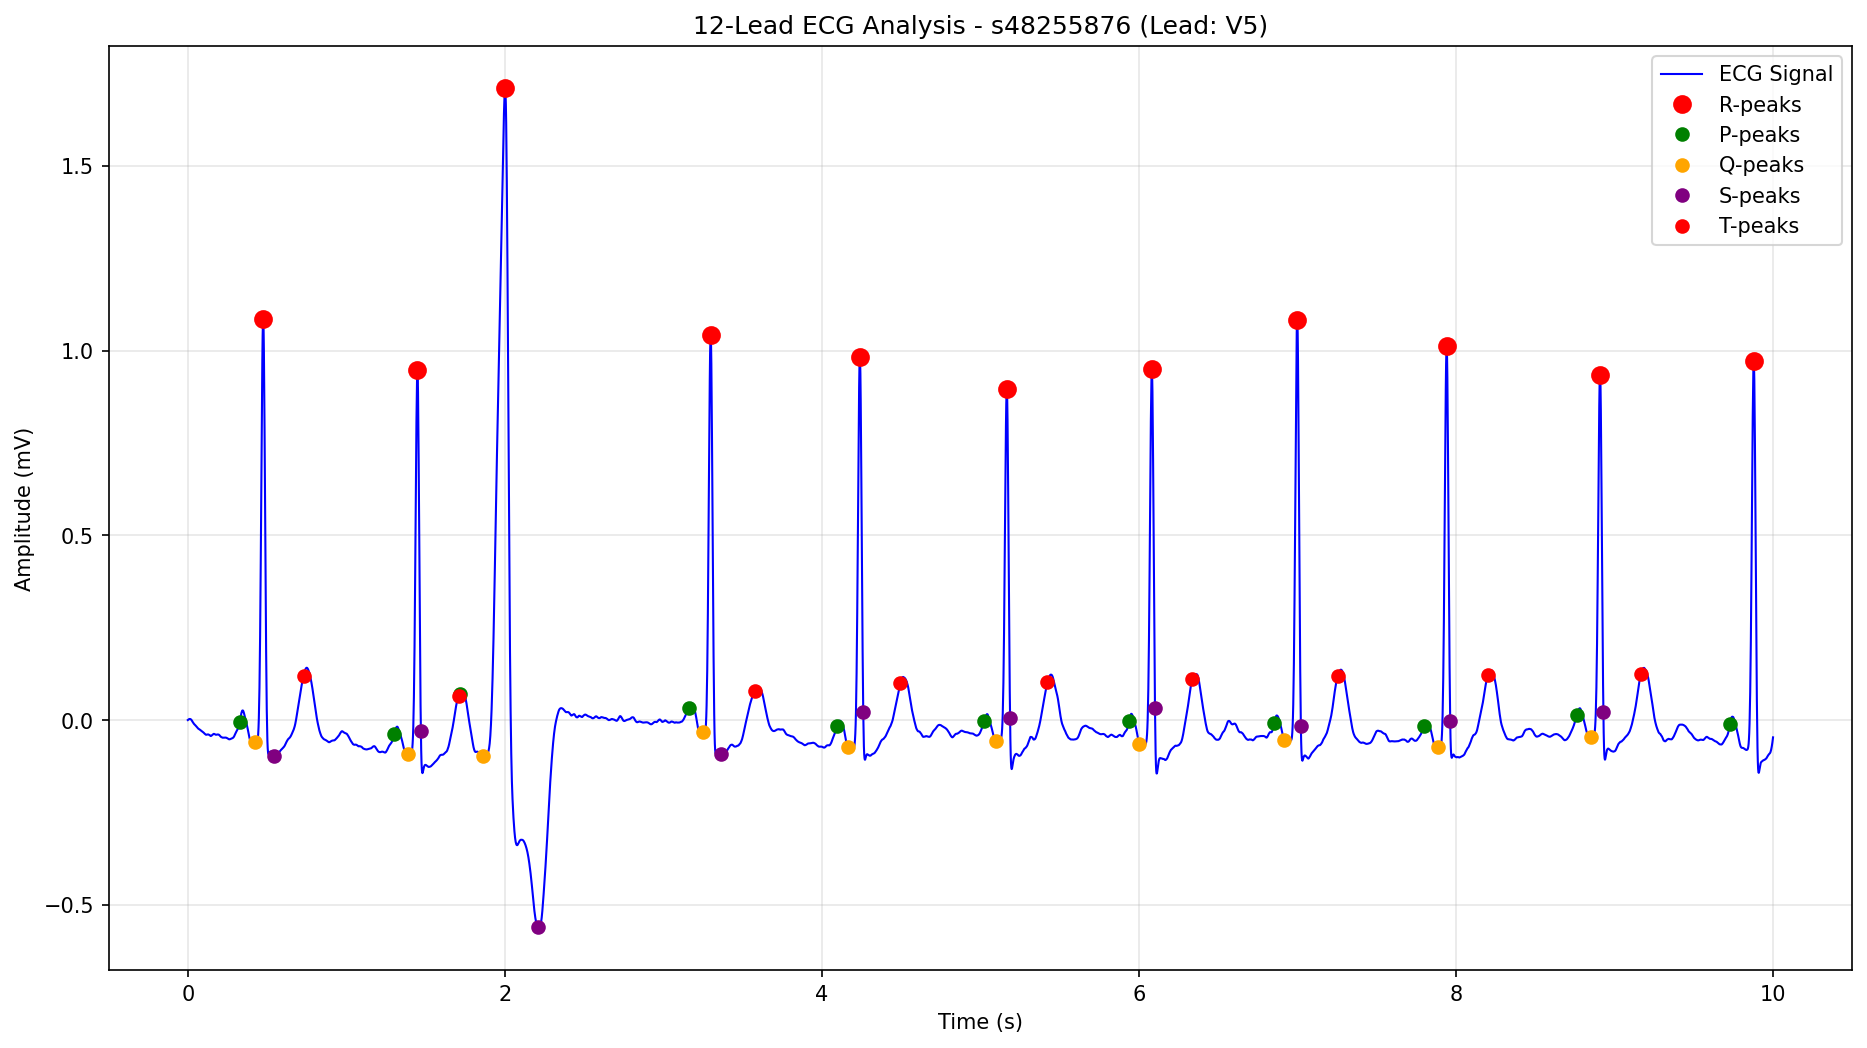 12-Lead ECG Analysis - s48255876 (Lead: V5)
ECG Signal
R-peaks
P-peaks
Q-peaks
S-peaks
T-peaks
Amplitude (mV)
1.5
1.0
0.5
0.0
−0.5
0 2 4 6 8 10
Time (s)